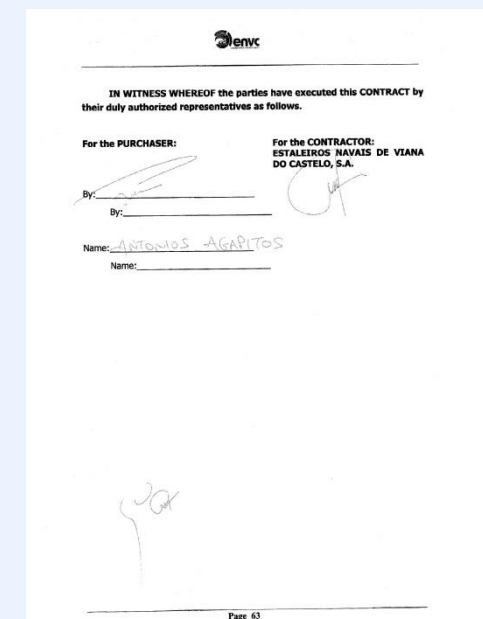 envc
IN WITNESS WHEREOF the parties have executed this CONTRACT by
their duly authorized representatives as follows.
For the PURCHASER:
For the CONTRACTOR:
ESTALEIROS NAVAIS DE VIANA
DO CASTELO, S.A.
By:
By:
Name: ANTONIOS AGAPITOS
Name:
Page 63